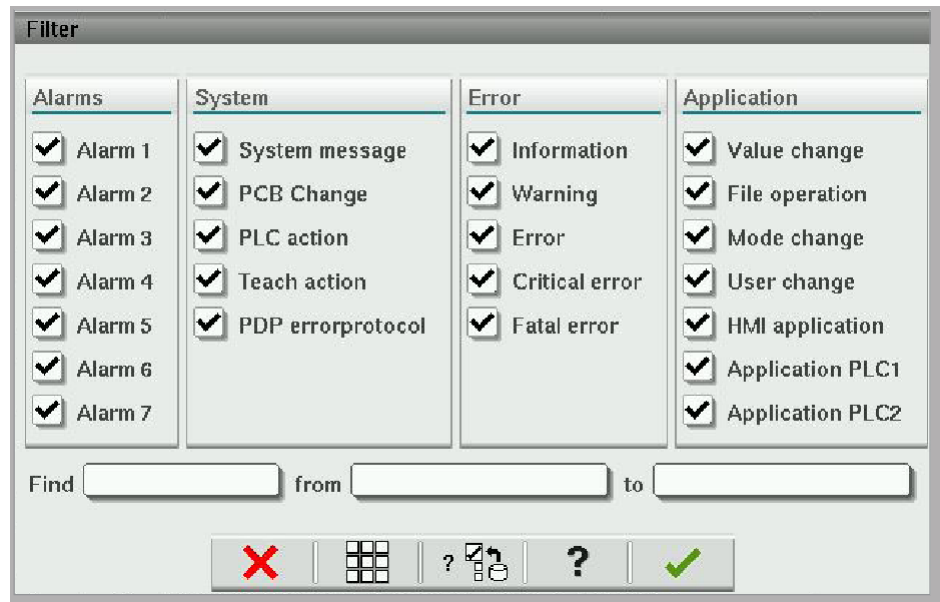 Filter
Alarms
Alarm 1
Alarm 2
Alarm 3
Alarm 4
Alarm 5
Alarm 6
Alarm 7
System
System message
PCB Change
PLC action
Teach action
PDP errorprotocol
Error
Information
Warning
Error
Critical error
Fatal error
Application
Value change
File operation
Mode change
User change
HMI application
Application PLC1
Application PLC2
Find from to
? ?